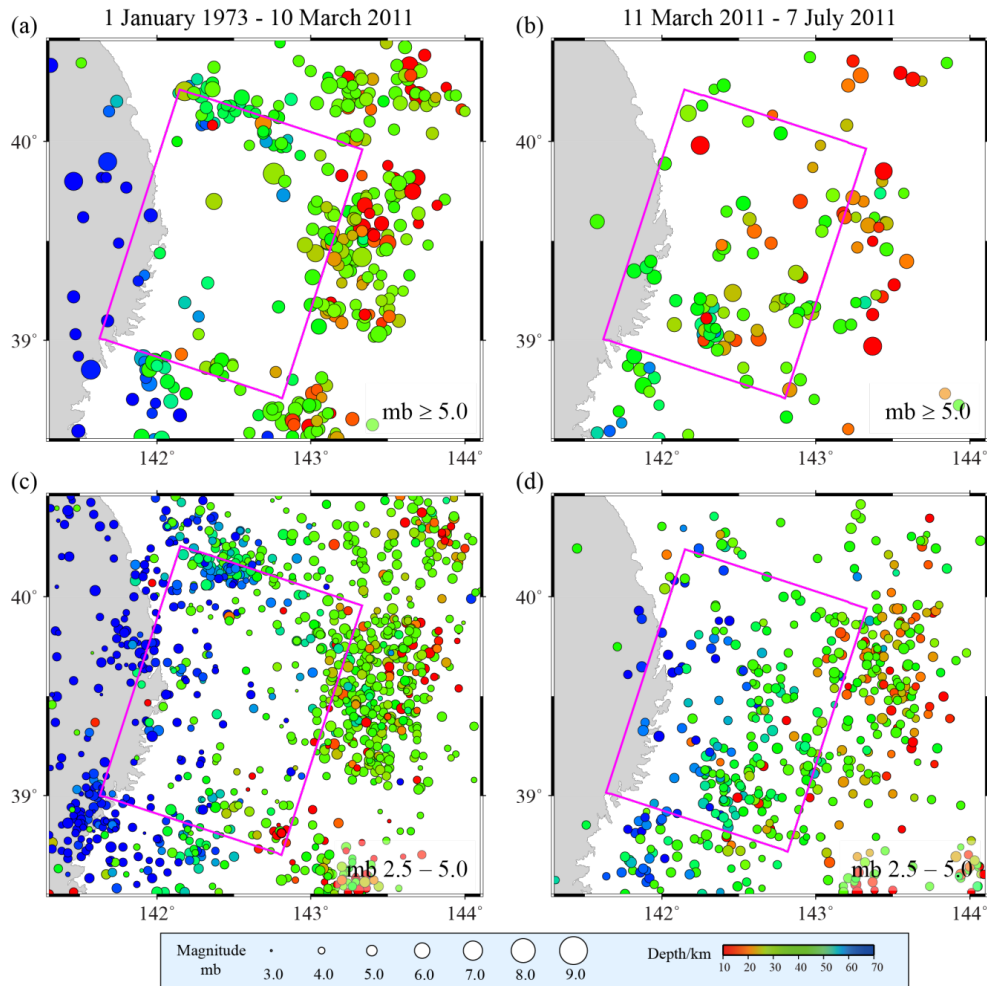 1 January 1973 - 10 March 2011
11 March 2011 - 7 July 2011
(a)
(b)
40°
40°
39°
39°
mb ≥ 5.0
mb ≥ 5.0
142
143
144°
142
143
144°
(c)
(d)
40°
40°
39°
39°
mb 2.5 – 5.0
mb 2.5 – 5.0
142
143
144°
142
143
144°
Magnitude
mb
3.0
4.0
5.0
6.0
7.0
8.0
9.0
Depth/km
10 20 30 40 50 60 70